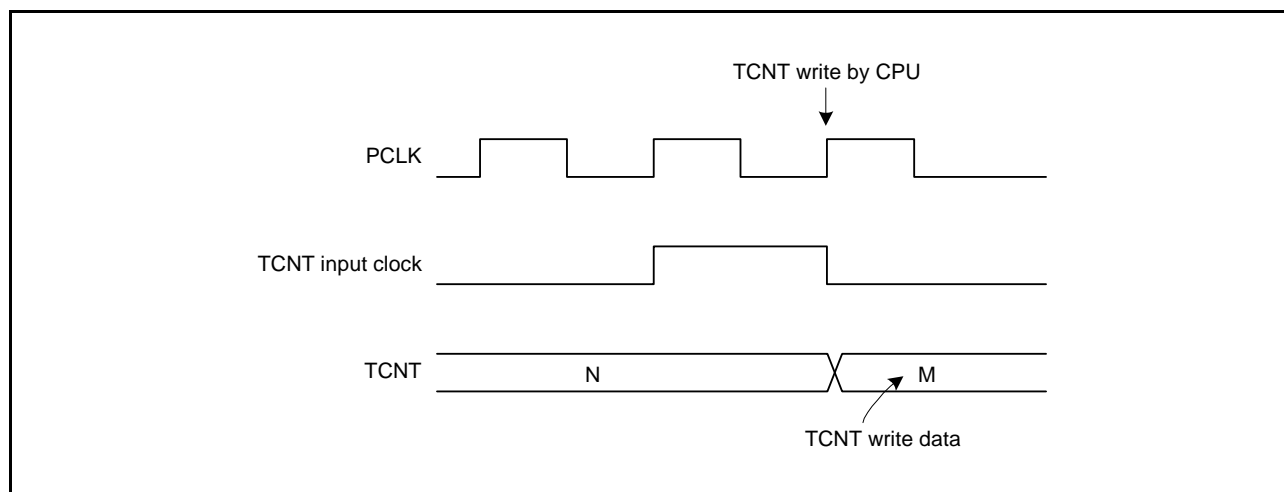 TCNT write by CPU
PCLK
TCNT input clock
TCNT
N
M
TCNT write data